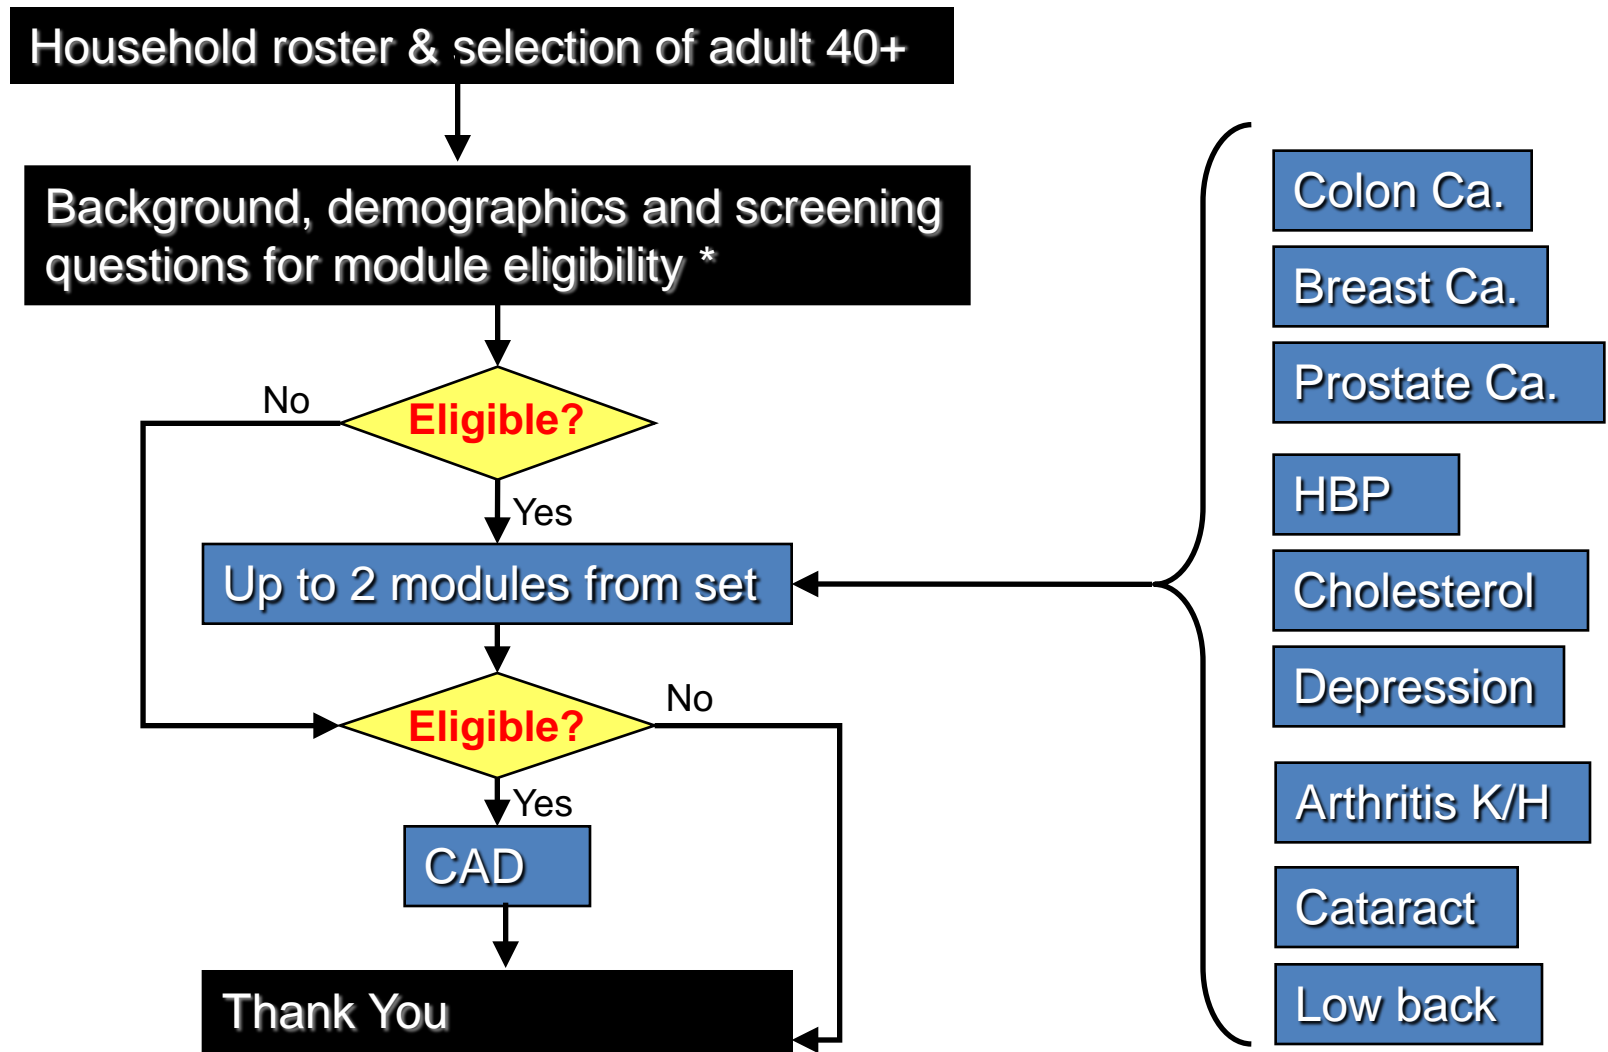 Household roster & selection of adult 40+
Background, demographics and screening
questions for module eligibility *
No
Eligible?
Yes
Up to 2 modules from set
Eligible?
No
Yes
CAD
Thank You
Colon Ca.
Breast Ca.
Prostate Ca.
HBP
Cholesterol
Depression
Arthritis K/H
Cataract
Low back